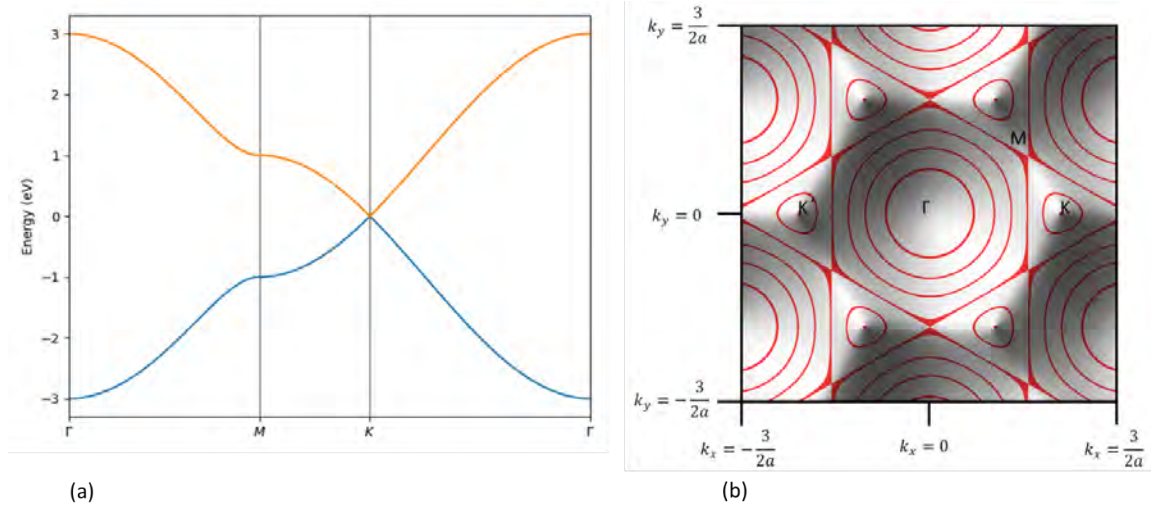 3
2
1
0
−1
−2
−3
Energy (eV)
Γ
M
K
Γ
(a)
k_y = 3/2a
k_y = 0
k_y = −3/2a
k_x = −3/2a
k_x = 0
k_x = 3/2a
M
K'
Γ
K
(b)